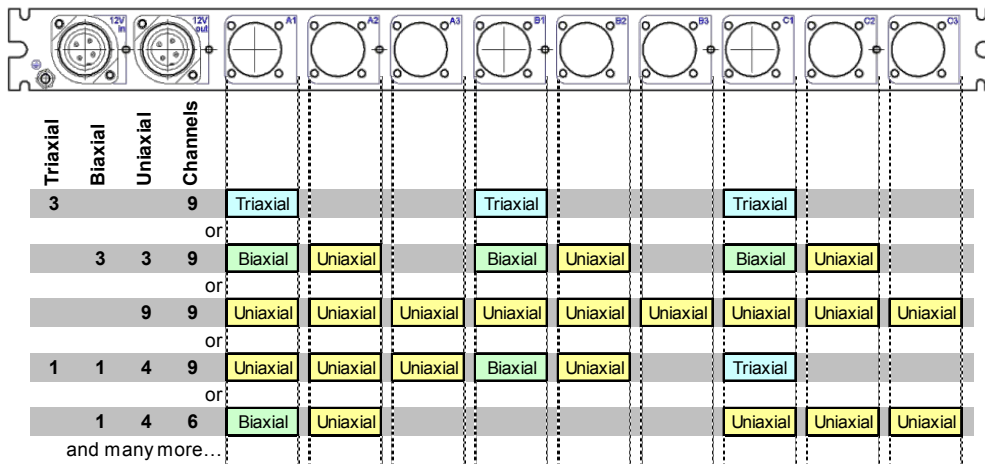 12V in 12V out A1 A2 A3 B1 B2 B3 C1 C2 C3
Triaxial Biaxial Uniaxial Channels
3 9 Triaxial Triaxial Triaxial
or
3 3 9 Biaxial Uniaxial Biaxial Uniaxial Biaxial Uniaxial
or
9 9 Uniaxial Uniaxial Uniaxial Uniaxial Uniaxial Uniaxial Uniaxial Uniaxial Uniaxial
or
1 1 4 9 Uniaxial Uniaxial Uniaxial Biaxial Uniaxial Triaxial
or
1 4 6 Biaxial Uniaxial Uniaxial Uniaxial Uniaxial
and many more...